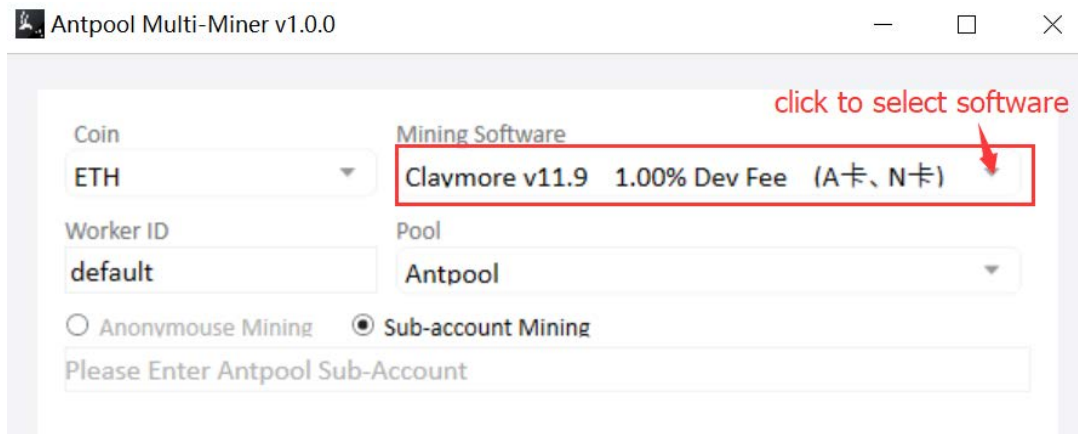 Antpool Multi-Miner v1.0.0
click to select software
Coin
Mining Software
ETH
Claymore v11.9 1.00% Dev Fee (A卡、N卡)
Worker ID
Pool
default
Antpool
Anonymouse Mining
Sub-account Mining
Please Enter Antpool Sub-Account